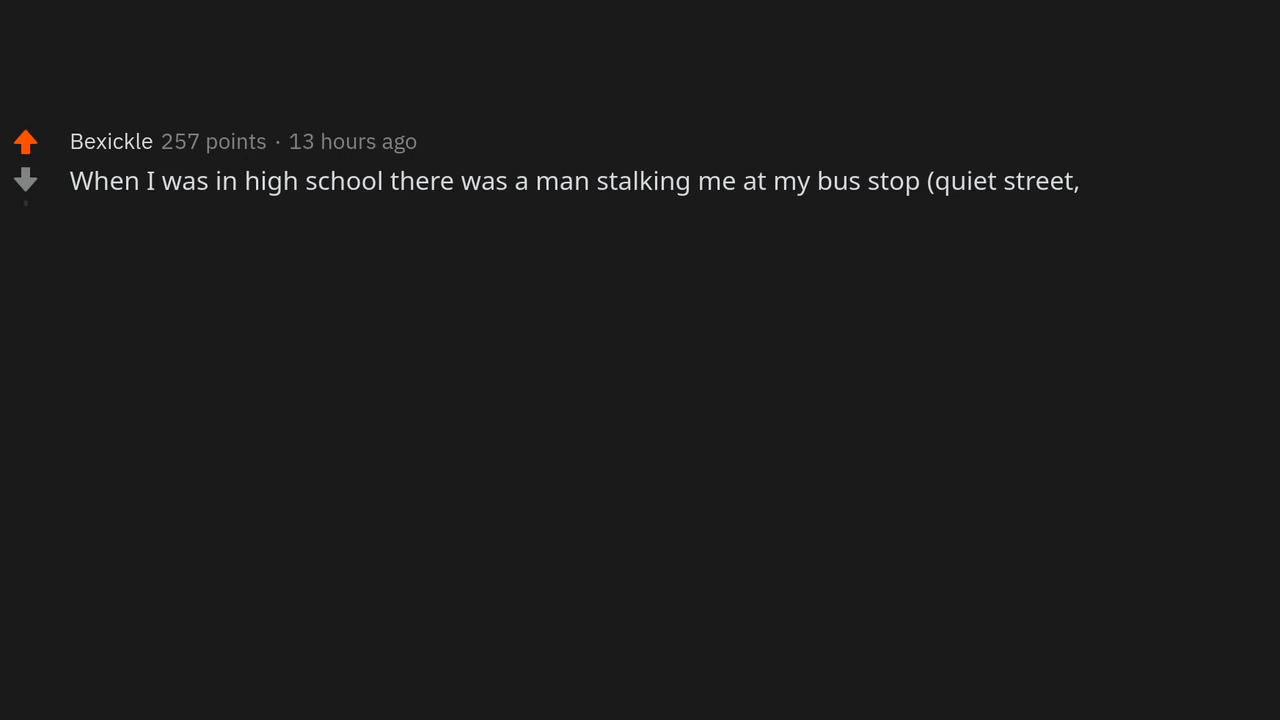 Bexickle 257 points · 13 hours ago
When I was in high school there was a man stalking me at my bus stop (quiet street,